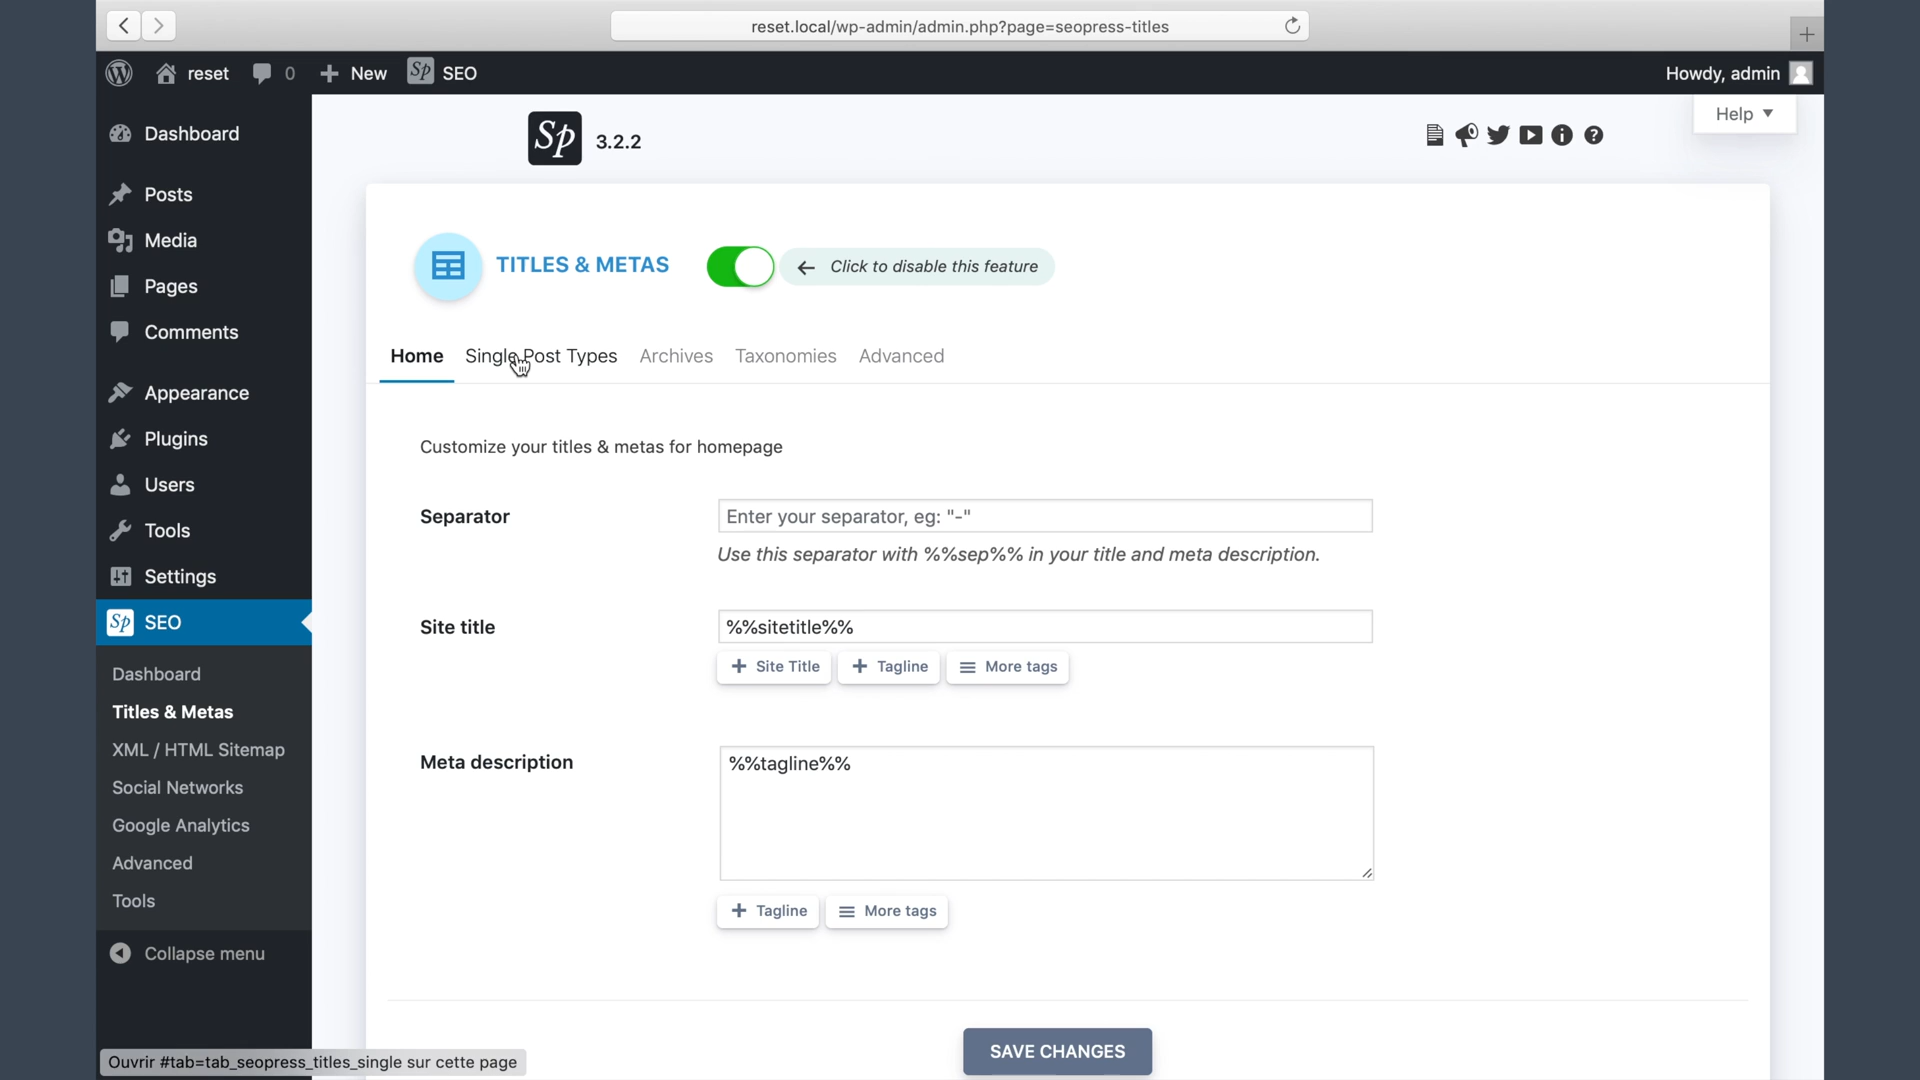 reset.local/wp-admin/admin.php?page=seopress-titles
reset 0 New Sp SEO
Howdy, admin
Help
Sp 3.2.2
Dashboard
Posts
Media
Pages
Comments
Appearance
Plugins
Users
Tools
Settings
Sp SEO
Dashboard
Titles & Metas
XML / HTML Sitemap
Social Networks
Google Analytics
Advanced
Tools
Collapse menu
TITLES & METAS
Click to disable this feature
Home Single Post Types Archives Taxonomies Advanced
Customize your titles & metas for homepage
Separator
Enter your separator, eg: "-"
Use this separator with %%sep%% in your title and meta description.
Site title
%%sitetitle%%
+ Site Title + Tagline More tags
Meta description
%%tagline%%
+ Tagline More tags
SAVE CHANGES
Ouvrir #tab=tab_seopress_titles_single sur cette page